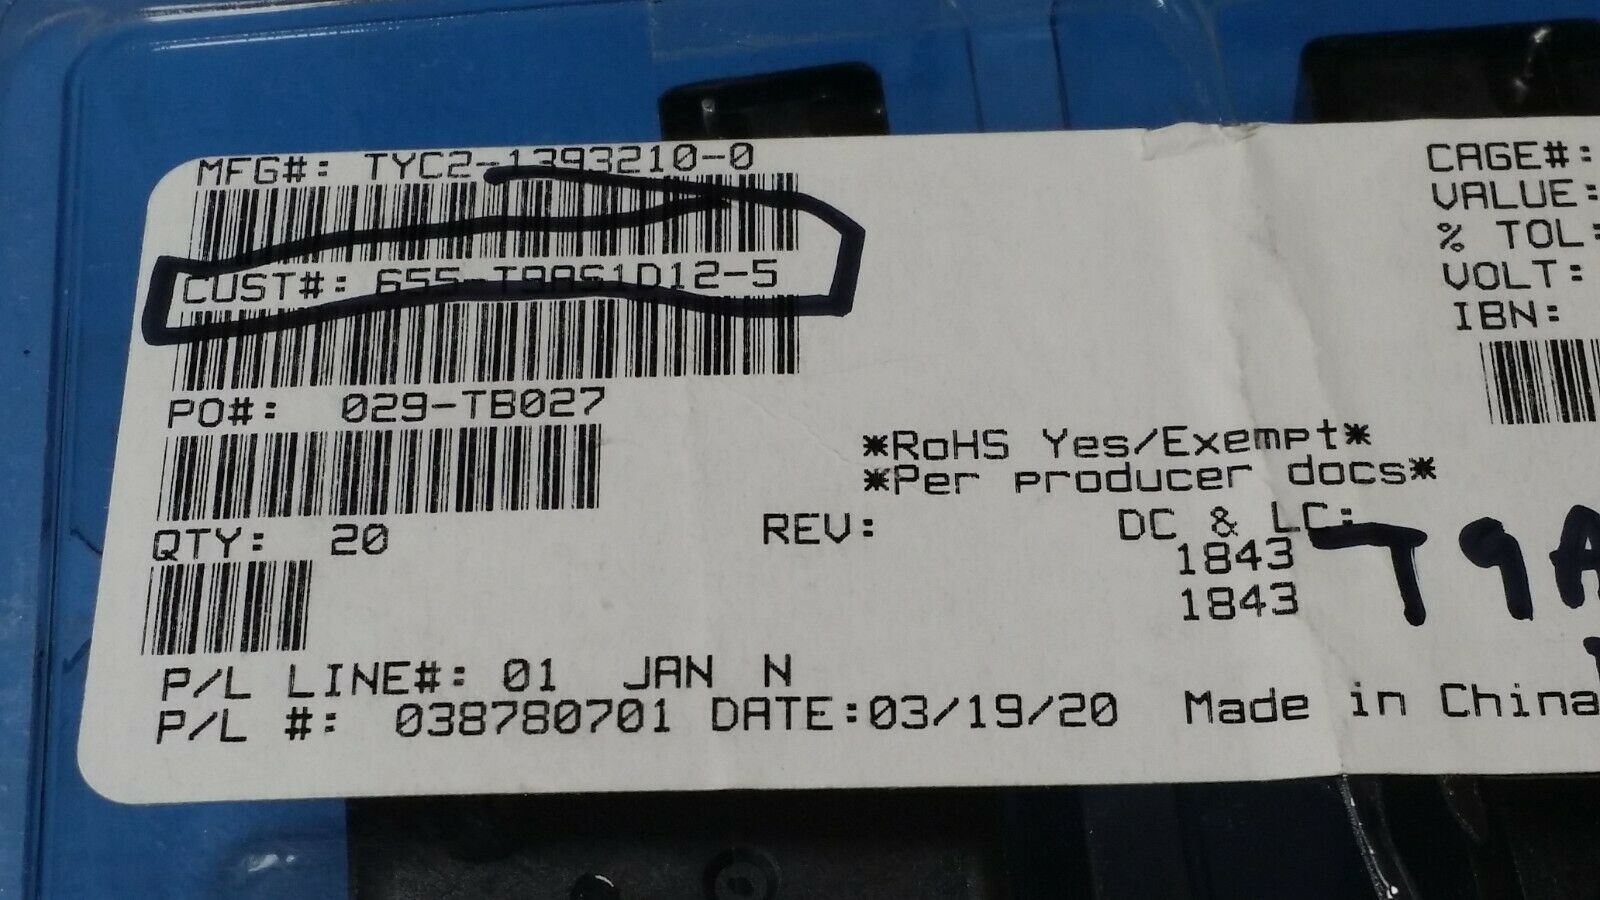 MFG#: TYC2-1393210-0
CUST#: 655-T9AS1D12-5
PO#: 029-TB027
QTY: 20
CAGE#:
VALUE:
% TOL:
VOLT:
IBN:
*RoHS Yes/Exempt*
*Per producer docs*
REV:
DC & LC:
1843
1843
T9A
P/L LINE#: 01 JAN N
P/L #: 038780701 DATE:03/19/20 Made in China